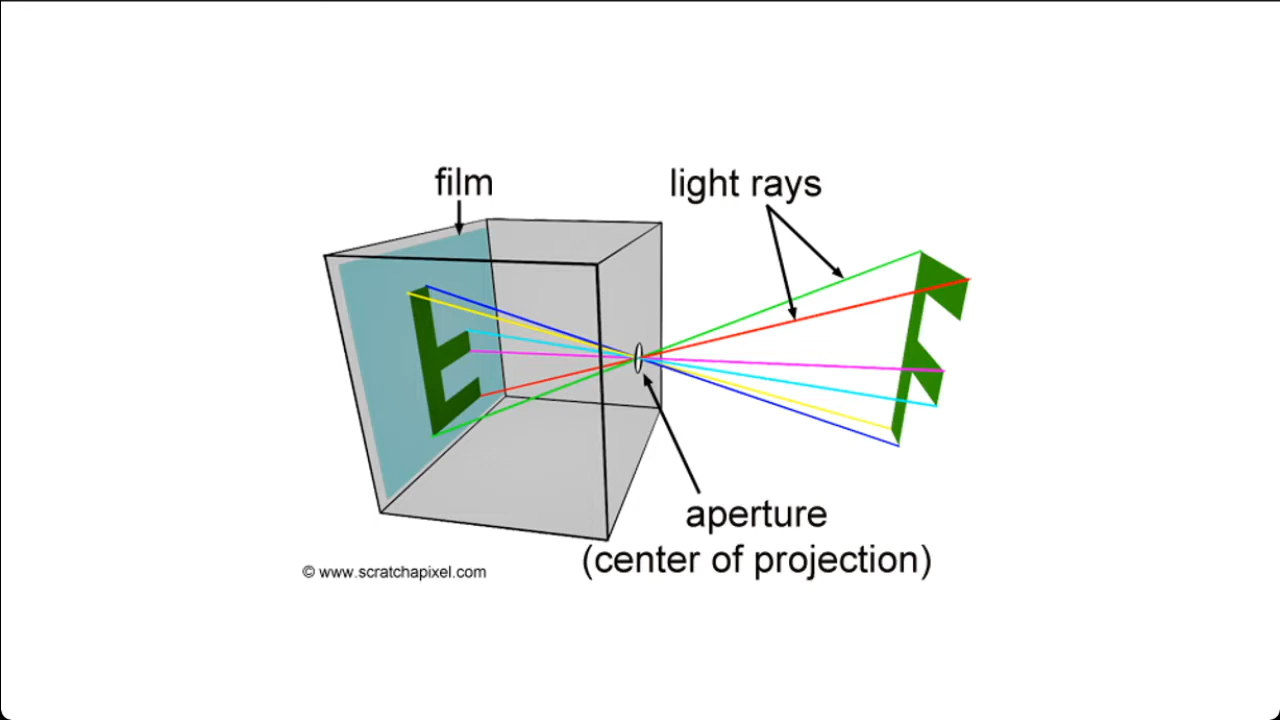 film
light rays
aperture
(center of projection)
© www.scratchapixel.com